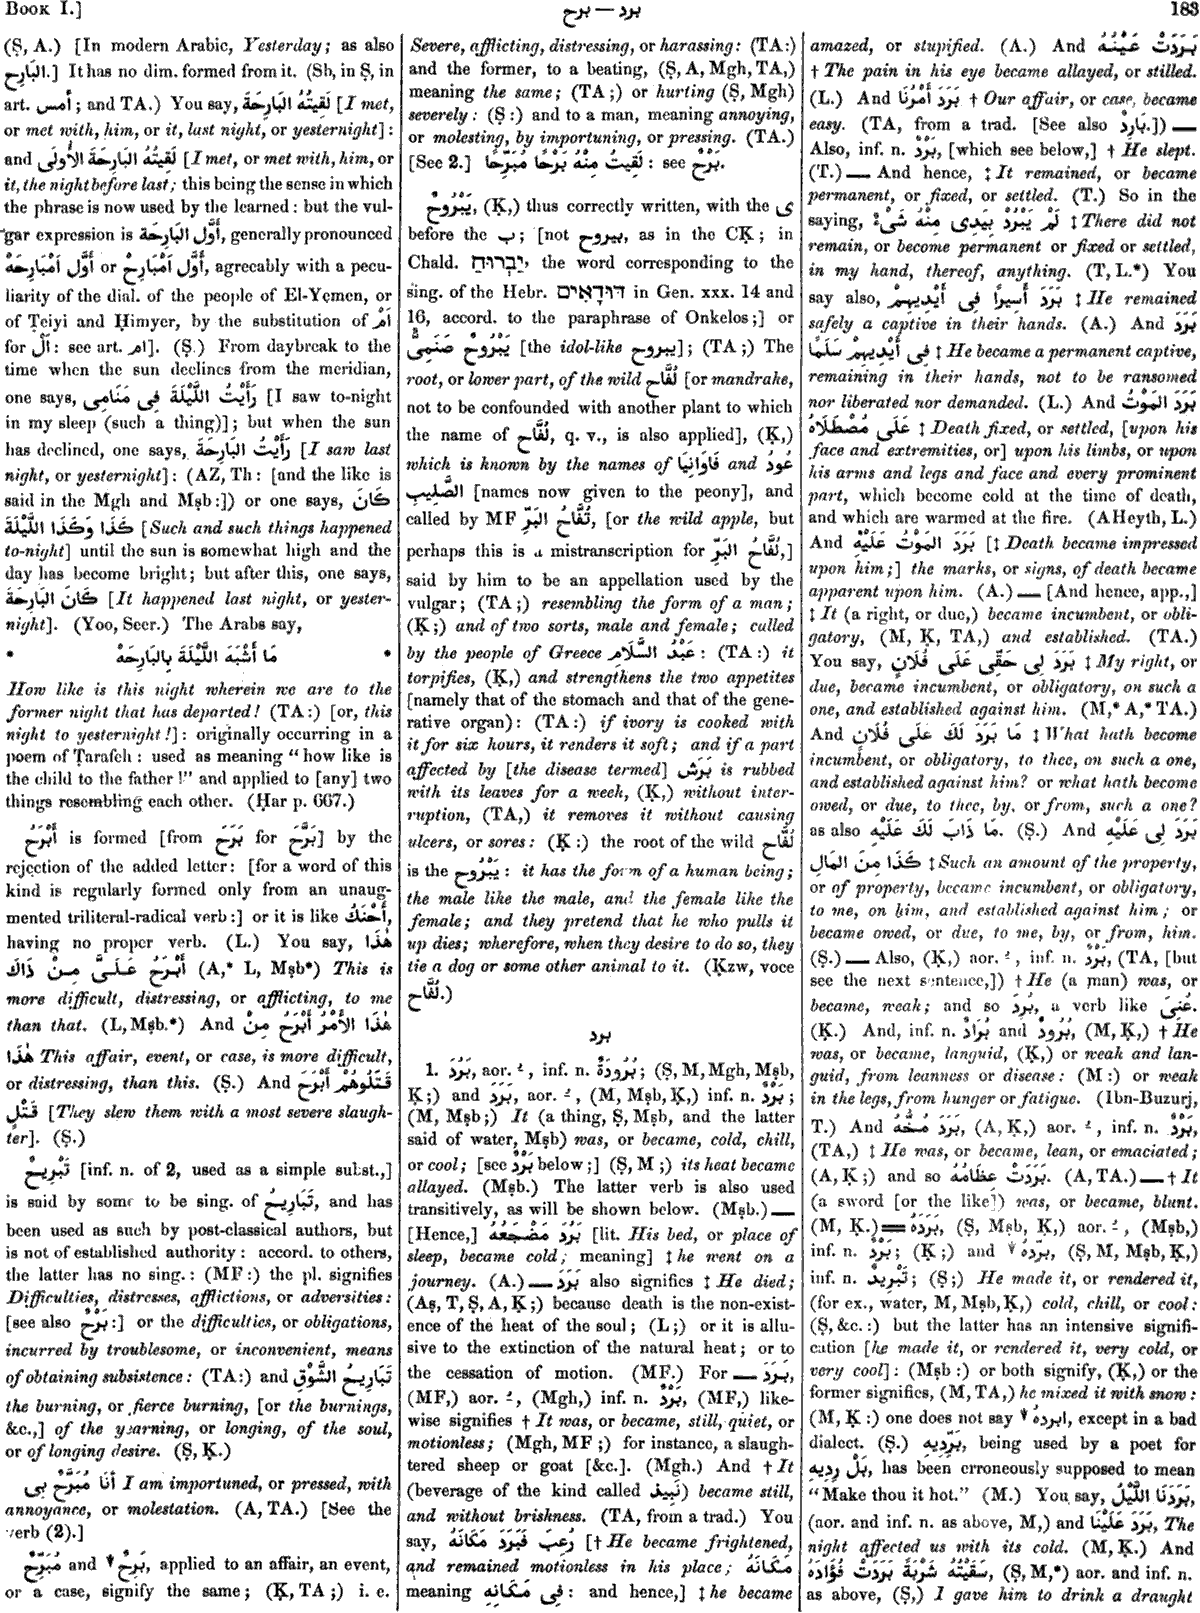 BOOK I.]
برح — برد
183
(Ṣ, A.) [In modern Arabic, Yesterday; as also
البَارِح.] It has no dim. formed from it. (Sb, in Ṣ, in
art. أمس; and TA.) You say, لَقِيتُهُ البَارِحَةَ [I met,
or met with, him, or it, last night, or yesternight]:
and لَقِيتُهُ البَارِحَةَ الأُولَى [I met, or met with, him, or
it, the night before last; this being the sense in which
the phrase is now used by the learned: but the vul-
gar expression is أَوَّل البَارِحَة, generally pronounced
أَوَّل اَمْبَارِحْ or أَوَّل اَمْبَارِحَهْ, agreeably with a pecu-
liarity of the dial. of the people of El-Yemen, or
of Ṭeiyi and Ḥimyer, by the substitution of اَمْ
for اَلْ: see art. ام]. (Ṣ.) From daybreak to the
time when the sun declines from the meridian,
one says, رَأَيْتُ اللَّيْلَةَ فِى مَنَامِى [I saw to-night
in my sleep (such a thing)]; but when the sun
has declined, one says, رَأَيْتُ البَارِحَةَ [I saw last
night, or yesternight]: (AZ, Th: [and the like is
said in the Mgh and Mṣb:]) or one says, كَانَ
كَذَا وَكَذَا اللَّيْلَةَ [Such and such things happened
to-night] until the sun is somewhat high and the
day has become bright; but after this, one says,
كَانَ البَارِحَةَ [It happened last night, or yester-
night]. (Yoo, Seer.) The Arabs say,
* مَا أَشْبَهَ اللَّيْلَةَ بِالبَارِحَهْ *
How like is this night wherein we are to the
former night that has departed! (TA:) [or, this
night to yesternight!]: originally occurring in a
poem of Ṭarafeh: used as meaning "how like is
the child to the father!" and applied to [any] two
things resembling each other. (Ḥar p. 667.)
أَبْرَحُ is formed [from بَرَحَ for بَرَّحَ] by the
rejection of the added letter: [for a word of this
kind is regularly formed only from an unaug-
mented triliteral-radical verb:] or it is like أَحْنَكُ,
having no proper verb. (L.) You say, هٰذَا
أَبْرَحُ عَلَىَّ مِنْ ذَاكَ (A,* L, Mṣb*) This is
more difficult, distressing, or afflicting, to me
than that. (L, Mṣb.*) And هٰذَا الأَمْرُ أَبْرَحُ مِنْ
هٰذَا This affair, event, or case, is more difficult,
or distressing, than this. (Ṣ.) And قَتَلُوهُمْ أَبْرَحَ
قَتْلٍ [They slew them with a most severe slaugh-
ter]. (Ṣ.)
تَبْرِيحٌ [inf. n. of 2, used as a simple subst.,]
is said by some to be sing. of تَبَارِيحُ, and has
been used as such by post-classical authors, but
is not of established authority: accord. to others,
the latter has no sing.: (MF:) the pl. signifies
Difficulties, distresses, afflictions, or adversities:
[see also بَرْحٌ:] or the difficulties, or obligations,
incurred by troublesome, or inconvenient, means
of obtaining subsistence: (TA:) and تَبَارِيحُ الشَّوْقِ
the burning, or fierce burning, [or the burnings,
&c.,] of the yearning, or longing, of the soul,
or of longing desire. (Ṣ, Ḳ.)
أَنَا مُبَرَّحٌ بِى I am importuned, or pressed, with
annoyance, or molestation. (A, TA.) [See the
verb (2).]
مُبَرِّحٌ and بَرِحٌ, applied to an affair, an event,
or a case, signify the same; (Ḳ, TA;) i. e.
Severe, afflicting, distressing, or harassing: (TA:)
and the former, to a beating, (Ṣ, A, Mgh, TA,)
meaning the same; (TA;) or hurting (Ṣ, Mgh)
severely: (Ṣ:) and to a man, meaning annoying,
or molesting, by importuning, or pressing. (TA.)
[See 2.] لَقِيتُ مِنْهُ بَرْحًا مُبَرِّحًا: see بَرْحٌ.
يَبْرُوحٌ, (Ḳ,) thus correctly written, with the ى
before the ب; [not بيروح, as in the CḲ; in
Chald. יַבְרוּחַ the word corresponding to the
sing. of the Hebr. דּוּדָאִים in Gen. xxx. 14 and
16, accord. to the paraphrase of Onkelos;] or
يَبْرُوحٌ صَنَمِىٌّ [the idol-like يبروح]; (TA;) The
root, or lower part, of the wild لُفَّاح [or mandrake,
not to be confounded with another plant to which
the name of لُفَّاح, q. v., is also applied], (Ḳ,)
which is known by the names of فَاوَانِيَا and عُودُ
الصَّلِيبِ [names now given to the peony], and
called by MF تُفَّاحُ البَرِّ, [or the wild apple, but
perhaps this is a mistranscription for لُفَّاحُ البَرِّ,]
said by him to be an appellation used by the
vulgar; (TA;) resembling the form of a man;
(Ḳ;) and of two sorts, male and female; called
by the people of Greece عَبْدُ السَّلَامِ: (TA:) it
torpifies, (Ḳ,) and strengthens the two appetites
[namely that of the stomach and that of the gene-
rative organ): (TA:) if ivory is cooked with
it for six hours, it renders it soft; and if a part
affected by [the disease termed] بَرَش is rubbed
with its leaves for a week, (Ḳ,) without inter-
ruption, (TA,) it removes it without causing
ulcers, or sores: (Ḳ:) the root of the wild لُفَّاح
is the يَبْرُوح: it has the form of a human being;
the male like the male, and the female like the
female; and they pretend that he who pulls it
up dies; wherefore, when they desire to do so, they
tie a dog or some other animal to it. (Ḳzw, voce
لُفَّاح.)
برد
1. بَرُدَ, aor. ـُ, inf. n. بُرُودَةٌ; (Ṣ, M, Mgh, Mṣb,
Ḳ;) and بَرَدَ, aor. ـُ, (M, Mṣb, Ḳ,) inf. n. بَرْدٌ;
(M, Mṣb;) It (a thing, Ṣ, Mṣb, and the latter
said of water, Mṣb) was, or became, cold, chill,
or cool; [see بَرْدٌ below;] (Ṣ, M;) its heat became
allayed. (Mṣb.) The latter verb is also used
transitively, as will be shown below. (Mṣb.) —
[Hence,] بَرَدَ مَضْجَعُهُ [lit. His bed, or place of
sleep, became cold; meaning] ‡ he went on a
journey. (A.) — بَرَدَ also signifies ‡ He died;
(Aṣ, T, Ṣ, A, Ḳ;) because death is the non-exist-
ence of the heat of the soul; (L;) or it is allu-
sive to the extinction of the natural heat; or to
the cessation of motion. (MF.) For — بَرَدَ,
(MF,) aor. ـُ, (Mgh,) inf. n. بَرْدٌ, (MF,) like-
wise signifies † It was, or became, still, quiet, or
motionless; (Mgh, MF;) for instance, a slaugh-
tered sheep or goat [&c.]. (Mgh.) And † It
(beverage of the kind called نَبِيذ) became still,
and without briskness. (TA, from a trad.) You
say, رُعِبَ فَبَرَدَ مَكَانَهُ [† He became frightened,
and remained motionless in his place; مَكَانَهُ
meaning فِى مَكَانِهِ: and hence,] ‡ he became
amazed, or stupified. (A.) And بَرَدَتْ عَيْنُهُ
† The pain in his eye became allayed, or stilled.
(L.) And بَرَدَ أَمْرُنَا † Our affair, or case, became
easy. (TA, from a trad. [See also بَارِدٌ.]) —
Also, inf. n. بَرْدٌ, [which see below,] † He slept.
(T.) — And hence, ‡ It remained, or became
permanent, or fixed, or settled. (T.) So in the
saying, لَمْ يَبْرُدْ بِيَدِى مِنْهُ شَىْءٌ ‡ There did not
remain, or become permanent or fixed or settled,
in my hand, thereof, anything. (T, L.*) You
say also, بَرَدَ أَسِيرًا فِى أَيْدِيهِمْ ‡ He remained
safely a captive in their hands. (A.) And بَرَدَ
فِى أَيْدِيهِمْ سَلَمًا ‡ He became a permanent captive,
remaining in their hands, not to be ransomed
nor liberated nor demanded. (L.) And بَرَدَ المَوْتُ
عَلَى مُصْطَلَاهُ ‡ Death fixed, or settled, [upon his
face and extremities, or] upon his limbs, or upon
his arms and legs and face and every prominent
part, which become cold at the time of death,
and which are warmed at the fire. (AHeyth, L.)
And بَرَدَ المَوْتُ عَلَيْهِ [‡ Death became impressed
upon him;] the marks, or signs, of death became
apparent upon him. (A.) — [And hence, app.,]
‡ It (a right, or due,) became incumbent, or obli-
gatory, (M, Ḳ, TA,) and established. (TA.)
You say, بَرَدَ لِى حَقِّى عَلَى فُلَانٍ ‡ My right, or
due, became incumbent, or obligatory, on such a
one, and established against him. (M,* A,* TA.)
And مَا بَرَدَ لَكَ عَلَى فُلَانٍ ‡ What hath become
incumbent, or obligatory, to thee, on such a one,
and established against him? or what hath become
owed, or due, to thee, by, or from, such a one?
as also مَا ذَابَ لَكَ عَلَيْهِ. (Ṣ.) And بَرَدَ لِى عَلَيْهِ
كَذَا مِنَ المَالِ ‡ Such an amount of the property,
or of property, became incumbent, or obligatory,
to me, on him, and established against him; or
became owed, or due, to me, by, or from, him.
(Ṣ.) — Also, (Ḳ,) aor. ـُ, inf. n. بَرْدٌ, (TA, [but
see the next sentence,]) † He (a man) was, or
became, weak; and so بُرِدَ, a verb like عُنِىَ.
(Ḳ.) And, inf. n. بُرَادٌ and بُرُودٌ, (M, Ḳ,) † He
was, or became, languid, (Ḳ,) or weak and lan-
guid, from leanness or disease: (M:) or weak
in the legs, from hunger or fatigue. (Ibn-Buzurj,
T.) And بَرَدَ مُخُّهُ, (A, Ḳ,) aor. ـُ, inf. n. بَرْدٌ,
(TA,) ‡ He was, or became, lean, or emaciated;
(A, Ḳ;) and so بَرَدَتْ عِظَامُهُ. (A, TA.) — † It
(a sword [or the like]) was, or became, blunt.
(M, Ḳ.) = بَرَدَهُ, (Ṣ, Mṣb, Ḳ,) aor. ـُ, (Mṣb,)
inf. n. بَرْدٌ; (Ḳ;) and بَرَّدَهُ, (Ṣ, M, Mṣb, Ḳ,)
inf. n. تَبْرِيدٌ; (Ṣ;) He made it, or rendered it,
(for ex., water, M, Mṣb, Ḳ,) cold, chill, or cool:
(Ṣ, &c.:) but the latter has an intensive signifi-
cation [he made it, or rendered it, very cold, or
very cool]: (Mṣb:) or both signify, (Ḳ,) or the
former signifies, (M, TA,) he mixed it with snow:
(M, Ḳ:) one does not say ابردهُ, except in a bad
dialect. (Ṣ.) بَرِّدِيهِ, being used by a poet for
بَلْ رِدِيهِ, has been erroneously supposed to mean
"Make thou it hot." (M.) You say, بَرَدَنَا اللَّيْلُ,
(aor. and inf. n. as above, M,) and بَرَدَ عَلَيْنَا, The
night affected us with its cold. (M, Ḳ.) And
سَقَيْتُهُ شَرْبَةً بَرَدَتْ فُؤَادَهُ, (Ṣ, M,*) aor. and inf. n.
as above, (Ṣ,) I gave him to drink a draught